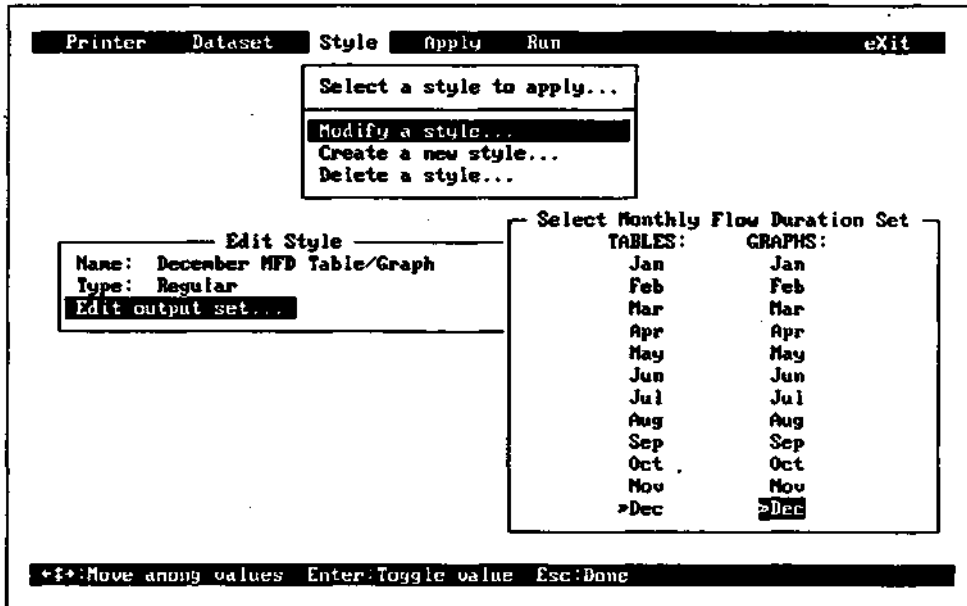 Printer Dataset Style Apply Run eXit
Select a style to apply...
Modify a style...
Create a new style...
Delete a style...
Edit Style
Name: December MFD Table/Graph
Type: Regular
Edit output set...
Select Monthly Flow Duration Set
TABLES: GRAPHS:
Jan Jan
Feb Feb
Mar Mar
Apr Apr
May May
Jun Jun
Jul Jul
Aug Aug
Sep Sep
Oct Oct
Nov Nov
»Dec »Dec
←↕→:Move among values Enter:Toggle value Esc:Done